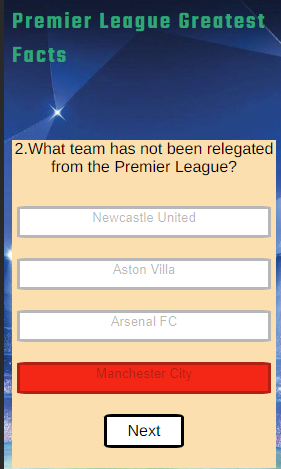 Premier League Greatest
Facts
2.What team has not been relegated
from the Premier League?
Newcastle United
Aston Villa
Arsenal FC
Manchester City
Next